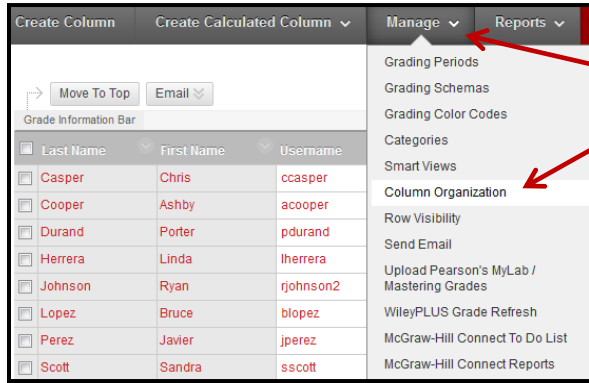 Create Column Create Calculated Column Manage Reports
Move To Top Email
Grade Information Bar
Last Name First Name Username
Casper Chris ccasper
Cooper Ashby acooper
Durand Porter pdurand
Herrera Linda lherrera
Johnson Ryan rjohnson2
Lopez Bruce blopez
Perez Javier jperez
Scott Sandra sscott
Grading Periods
Grading Schemas
Grading Color Codes
Categories
Smart Views
Column Organization
Row Visibility
Send Email
Upload Pearson's MyLab /
Mastering Grades
WileyPLUS Grade Refresh
McGraw-Hill Connect To Do List
McGraw-Hill Connect Reports